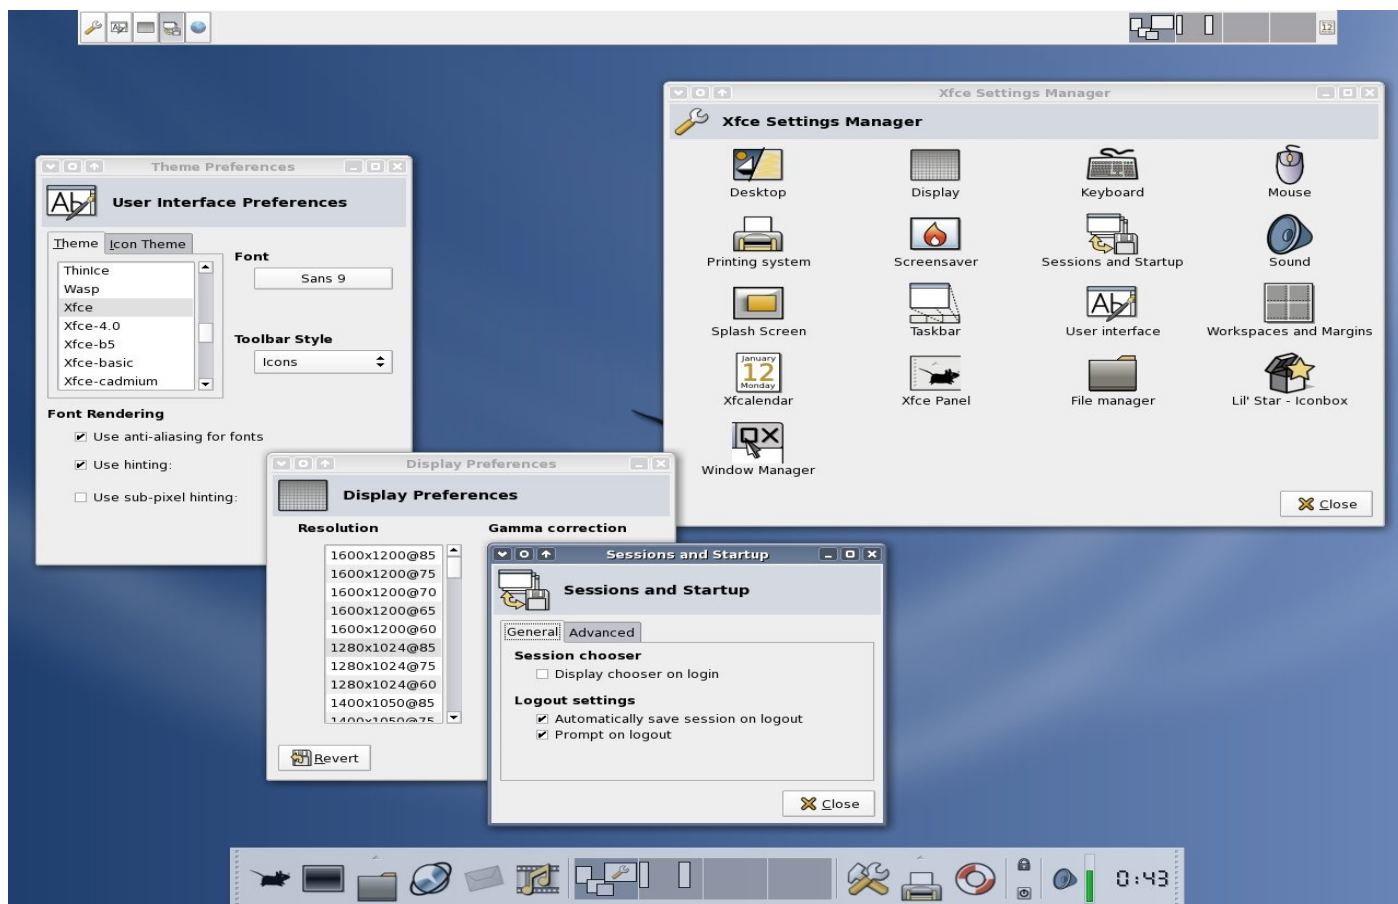 12
Xfce Settings Manager
Xfce Settings Manager
Desktop
Display
Keyboard
Mouse
Printing system
Screensaver
Sessions and Startup
Sound
Splash Screen
Taskbar
User interface
Workspaces and Margins
January
12
Monday
Xfcalendar
Xfce Panel
File manager
Lil' Star - Iconbox
Window Manager
Close
Theme Preferences
User Interface Preferences
Theme
Icon Theme
ThinIce
Wasp
Xfce
Xfce-4.0
Xfce-b5
Xfce-basic
Xfce-cadmium
Font
Sans 9
Toolbar Style
Icons
Font Rendering
Use anti-aliasing for fonts
Use hinting:
Use sub-pixel hinting:
Display Preferences
Display Preferences
Resolution
Gamma correction
1600x1200@85
1600x1200@75
1600x1200@70
1600x1200@65
1600x1200@60
1280x1024@85
1280x1024@75
1280x1024@60
1400x1050@85
1400x1050@75
Revert
Sessions and Startup
Sessions and Startup
General
Advanced
Session chooser
Display chooser on login
Logout settings
Automatically save session on logout
Prompt on logout
Close
0:43